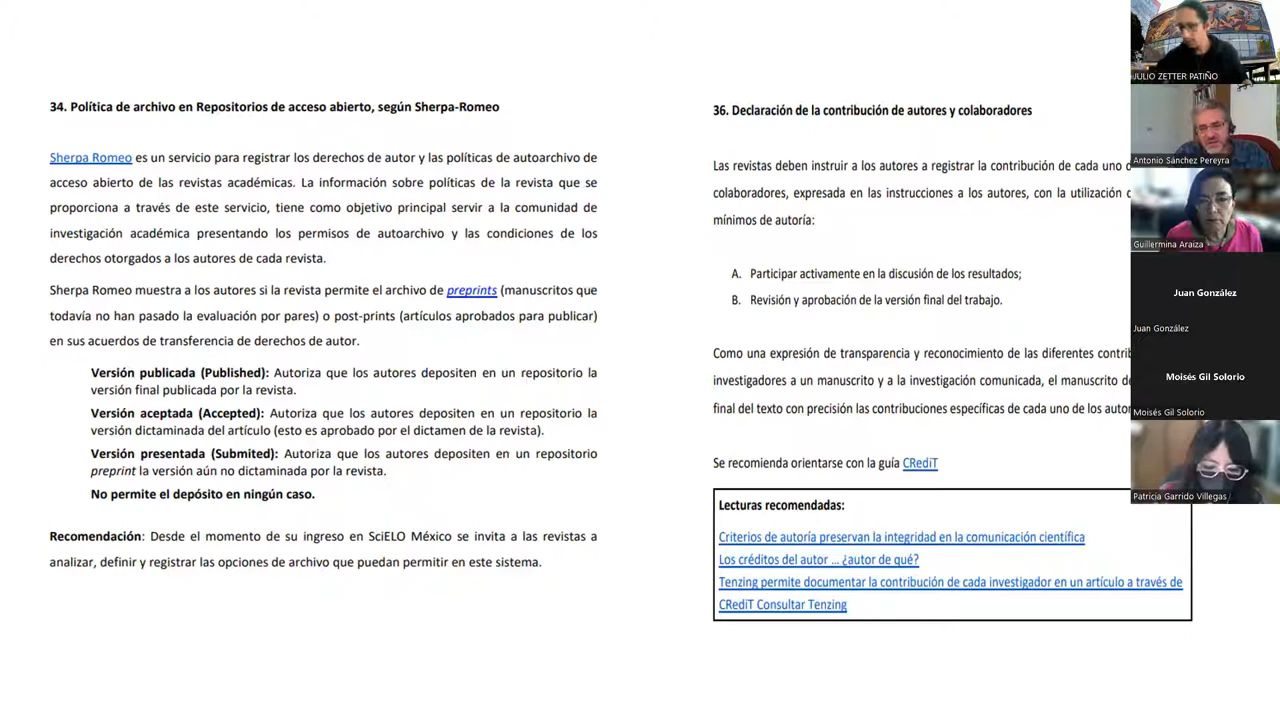 34. Política de archivo en Repositorios de acceso abierto, según Sherpa-Romeo
Sherpa Romeo es un servicio para registrar los derechos de autor y las políticas de autoarchivo de
acceso abierto de las revistas académicas. La información sobre políticas de la revista que se
proporciona a través de este servicio, tiene como objetivo principal servir a la comunidad de
investigación académica presentando los permisos de autoarchivo y las condiciones de los
derechos otorgados a los autores de cada revista.
Sherpa Romeo muestra a los autores si la revista permite el archivo de preprints (manuscritos que
todavía no han pasado la evaluación por pares) o post-prints (artículos aprobados para publicar)
en sus acuerdos de transferencia de derechos de autor.
Versión publicada (Published): Autoriza que los autores depositen en un repositorio la
versión final publicada por la revista.
Versión aceptada (Accepted): Autoriza que los autores depositen en un repositorio la
versión dictaminada del artículo (esto es aprobado por el dictamen de la revista).
Versión presentada (Submited): Autoriza que los autores depositen en un repositorio
preprint la versión aún no dictaminada por la revista.
No permite el depósito en ningún caso.
Recomendación: Desde el momento de su ingreso en SciELO México se invita a las revistas a
analizar, definir y registrar las opciones de archivo que puedan permitir en este sistema.
36. Declaración de la contribución de autores y colaboradores
Las revistas deben instruir a los autores a registrar la contribución de cada uno
colaboradores, expresada en las instrucciones a los autores, con la utilización
mínimos de autoría:
A. Participar activamente en la discusión de los resultados;
B. Revisión y aprobación de la versión final del trabajo.
Como una expresión de transparencia y reconocimiento de las diferentes
investigadores a un manuscrito y a la investigación comunicada, el manuscrito
final del texto con precisión las contribuciones específicas de cada uno de los
Se recomienda orientarse con la guía CRediT
Lecturas recomendadas:
Criterios de autoría preservan la integridad en la comunicación científica
Los créditos del autor … ¿autor de qué?
Tenzing permite documentar la contribución de cada investigador en un artículo a través de
CRediT Consultar Tenzing
JULIO ZETTER PATIÑO
Antonio Sánchez Pereyra
Guillermina Araiza
Juan González
Juan González
Moisés Gil Solorio
Moisés Gil Solorio
Patricia Garrido Villegas